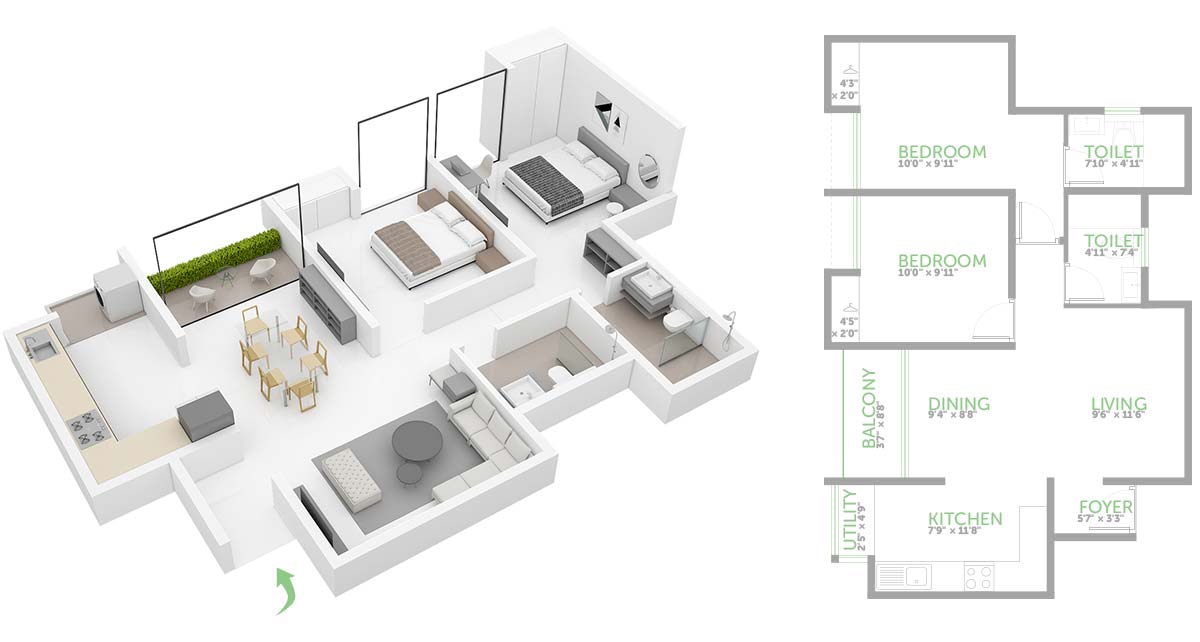 4'3"
x 2'0"
BEDROOM
10'0" x 9'11"
TOILET
7'10" x 4'11"
BEDROOM
10'0" x 9'11"
TOILET
4'11" x 7'4"
4'5"
x 2'0"
BALCONY
3'7" x 8'8"
DINING
9'4" x 8'8"
LIVING
9'6" x 11'6"
UTILITY
2'5" x 4'9"
KITCHEN
7'9" x 11'8"
FOYER
5'7" x 3'3"